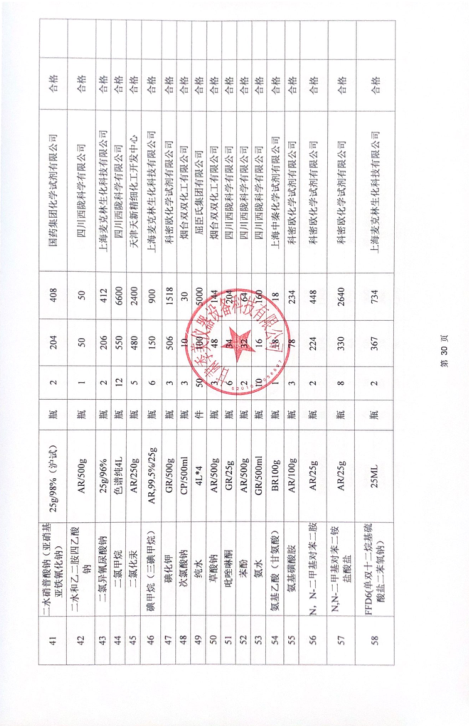 41 二水硝普酸钠（亚硝基亚铁氰化钠） 25g/98%（沪试） 瓶 2 204 408 国药集团化学试剂有限公司 合格
42 二水和乙二胺四乙酸钠 AR/500g 瓶 1 50 50 四川西陇科学有限公司 合格
43 二氯异氰尿酸钠 25g/96% 瓶 2 206 412 上海麦克林生化科技有限公司 合格
44 二氯甲烷 色谱纯4L 瓶 12 550 6600 四川西陇科学有限公司 合格
45 二氯化汞 AR/250g 瓶 5 480 2400 天津天新精细化工开发中心 合格
46 碘甲烷（三碘甲烷） AR,99.5%/25g 瓶 6 150 900 上海麦克林生化科技有限公司 合格
47 碘化钾 GR/500g 瓶 3 506 1518 科密欧化学试剂有限公司 合格
48 次氯酸钠 CP/500ml 瓶 3 10 30 烟台双双化工有限公司 合格
49 纯水 4L*4 件 50 100 5000 屈臣氏集团有限公司 合格
50 草酸钠 AR/500g 瓶 3 48 144 烟台双双化工有限公司 合格
51 吡唑啉酮 GR/25g 瓶 6 34 204 四川西陇科学有限公司 合格
52 苯酚 AR/500g 瓶 2 32 64 四川西陇科学有限公司 合格
53 氨水 GR/500ml 瓶 10 16 160 四川西陇科学有限公司 合格
54 氨基乙酸（甘氨酸） BR100g 瓶 1 18 18 上海中秦化学试剂有限公司 合格
55 氨基磺酸胺 AR/100g 瓶 3 78 234 科密欧化学试剂有限公司 合格
56 N，N-二甲基对苯二胺 AR/25g 瓶 2 224 448 科密欧化学试剂有限公司 合格
57 N,N-二甲基对苯二铵盐酸盐 AR/25g 瓶 8 330 2640 科密欧化学试剂有限公司 合格
58 FFD6(单双十二烷基硫酸盐二苯氧钠) 25ML 瓶 2 367 734 上海麦克林生化科技有限公司 合格
第 30 页